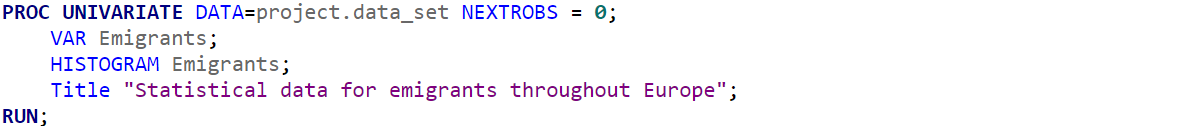 PROC UNIVARIATE DATA=project.data_set NEXTROBS = 0;
    VAR Emigrants;
    HISTOGRAM Emigrants;
    Title "Statistical data for emigrants throughout Europe";
RUN;